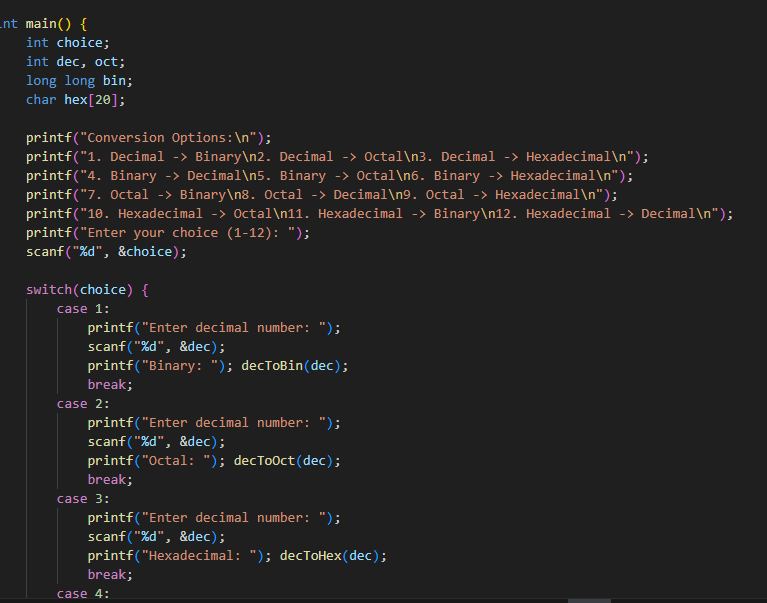 int main() {
    int choice;
    int dec, oct;
    long long bin;
    char hex[20];
    printf("Conversion Options:\n");
    printf("1. Decimal -> Binary\n2. Decimal -> Octal\n3. Decimal -> Hexadecimal\n");
    printf("4. Binary -> Decimal\n5. Binary -> Octal\n6. Binary -> Hexadecimal\n");
    printf("7. Octal -> Binary\n8. Octal -> Decimal\n9. Octal -> Hexadecimal\n");
    printf("10. Hexadecimal -> Octal\n11. Hexadecimal -> Binary\n12. Hexadecimal -> Decimal\n");
    printf("Enter your choice (1-12): ");
    scanf("%d", &choice);
    switch(choice) {
        case 1:
            printf("Enter decimal number: ");
            scanf("%d", &dec);
            printf("Binary: "); decToBin(dec);
            break;
        case 2:
            printf("Enter decimal number: ");
            scanf("%d", &dec);
            printf("Octal: "); decToOct(dec);
            break;
        case 3:
            printf("Enter decimal number: ");
            scanf("%d", &dec);
            printf("Hexadecimal: "); decToHex(dec);
            break;
        case 4: